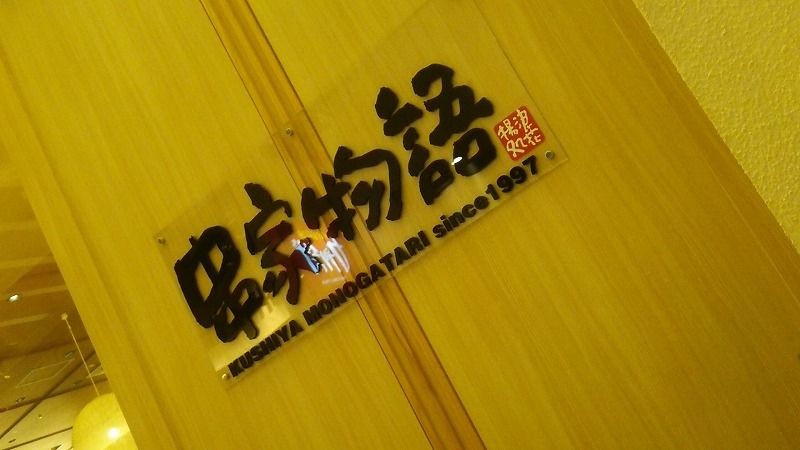 串家物語
KUSHIYA MONOGATARI since1997